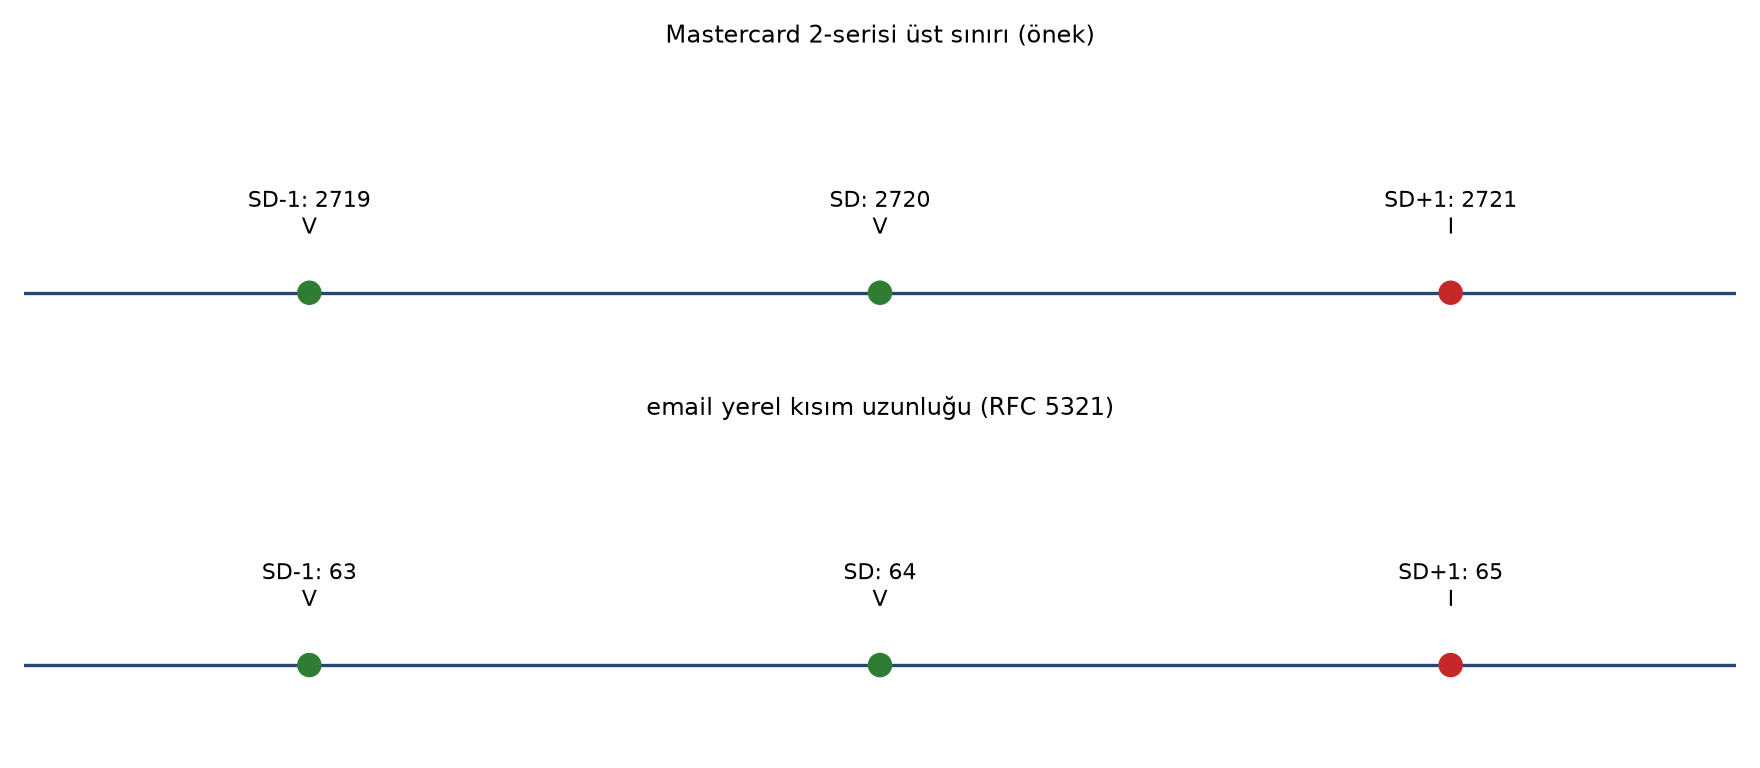 Mastercard 2-serisi üst sınırı (önek)
SD-1: 2719
V
SD: 2720
V
SD+1: 2721
I
email yerel kısım uzunluğu (RFC 5321)
SD-1: 63
V
SD: 64
V
SD+1: 65
I